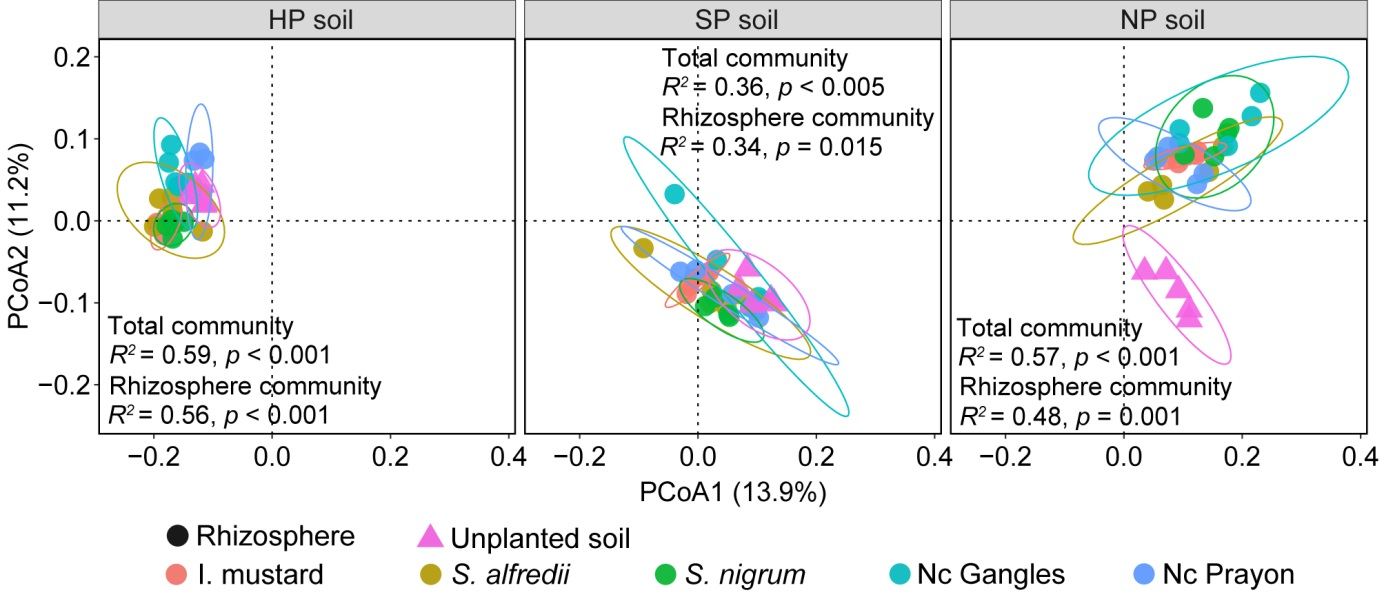 HP soil
SP soil
NP soil
PCoA2 (11.2%)
0.2
0.1
0.0
−0.1
−0.2
Total community
R² = 0.59, p < 0.001
Rhizosphere community
R² = 0.56, p < 0.001
Total community
R² = 0.36, p < 0.005
Rhizosphere community
R² = 0.34, p = 0.015
Total community
R² = 0.57, p < 0.001
Rhizosphere community
R² = 0.48, p = 0.001
−0.2 0.0 0.2 0.4
−0.2 0.0 0.2 0.4
−0.2 0.0 0.2 0.4
PCoA1 (13.9%)
Rhizosphere Unplanted soil
I. mustard S. alfredii S. nigrum Nc Gangles Nc Prayon